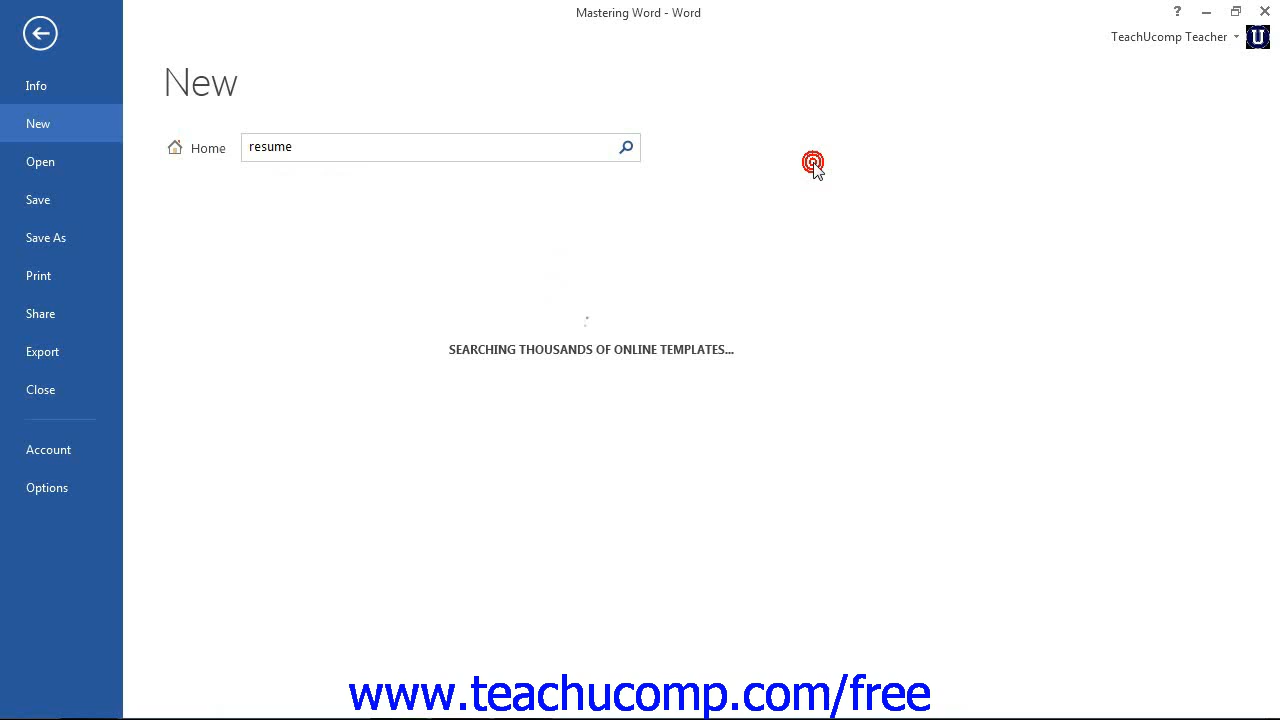 Mastering Word - Word
?
TeachUcomp Teacher
U
Info
New
Open
Save
Save As
Print
Share
Export
Close
Account
Options
New
Home
resume
SEARCHING THOUSANDS OF ONLINE TEMPLATES...
www.teachucomp.com/free